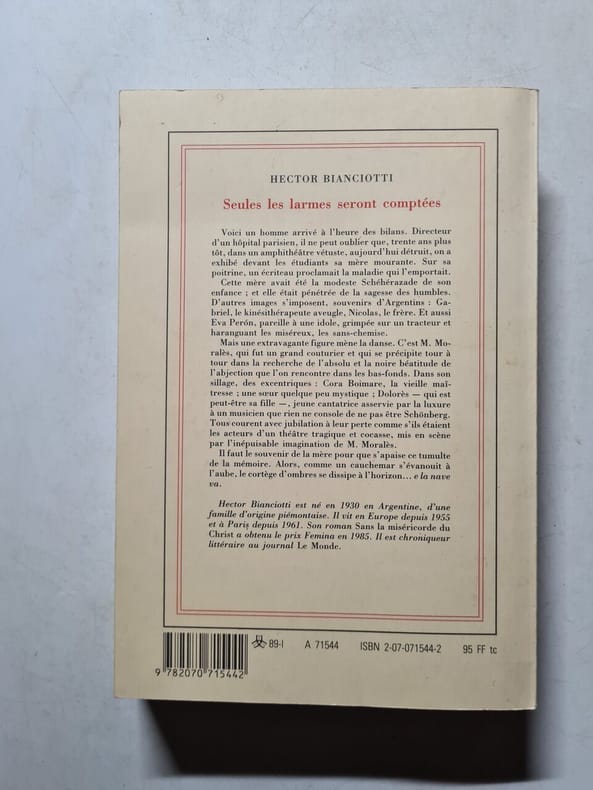 HECTOR BIANCIOTTI
Seules les larmes seront comptées
Voici un homme arrivé à l'heure des bilans. Directeur
d'un hôpital parisien, il ne peut oublier que, trente ans plus
tôt, dans un amphithéâtre vétuste, aujourd'hui détruit, on a
exhibé devant les étudiants sa mère mourante. Sur sa
poitrine, un écriteau proclamait la maladie qui l'emportait.
Cette mère avait été la modeste Schéhérazade de son
enfance ; et elle était pénétrée de la sagesse des humbles.
D'autres images s'imposent, souvenirs d'Argentins : Ga-
briel, le kinésithérapeute aveugle, Nicolas, le frère. Et aussi
Eva Perón, pareille à une idole, grimpée sur un tracteur et
haranguant les miséreux, les sans-chemise.
Mais une extravagante figure mène la danse. C'est M. Mo-
ralès, qui fut un grand couturier et qui se précipite tour à
tour dans la recherche de l'absolu et la noire béatitude de
l'abjection que l'on rencontre dans les bas-fonds. Dans son
sillage, des excentriques : Cora Boimare, la vieille maî-
tresse ; une sœur quelque peu mystique ; Dolorès — qui est
peut-être sa fille —, jeune cantatrice asservie par la luxure
à un musicien que rien ne console de ne pas être Schönberg.
Tous courent avec jubilation à leur perte comme s'ils étaient
les acteurs d'un théâtre tragique et cocasse, mis en scène
par l'inépuisable imagination de M. Moralès.
Il faut le souvenir de la mère pour que s'apaise ce tumulte
de la mémoire. Alors, comme un cauchemar s'évanouit à
l'aube, le cortège d'ombres se dissipe à l'horizon... e la nave
va.
Hector Bianciotti est né en 1930 en Argentine, d'une
famille d'origine piémontaise. Il vit en Europe depuis 1955
et à Paris depuis 1961. Son roman Sans la miséricorde du
Christ a obtenu le prix Femina en 1985. Il est chroniqueur
littéraire au journal Le Monde.
89-I A 71544 ISBN 2-07-071544-2 95 FF tc
9 782070 715442